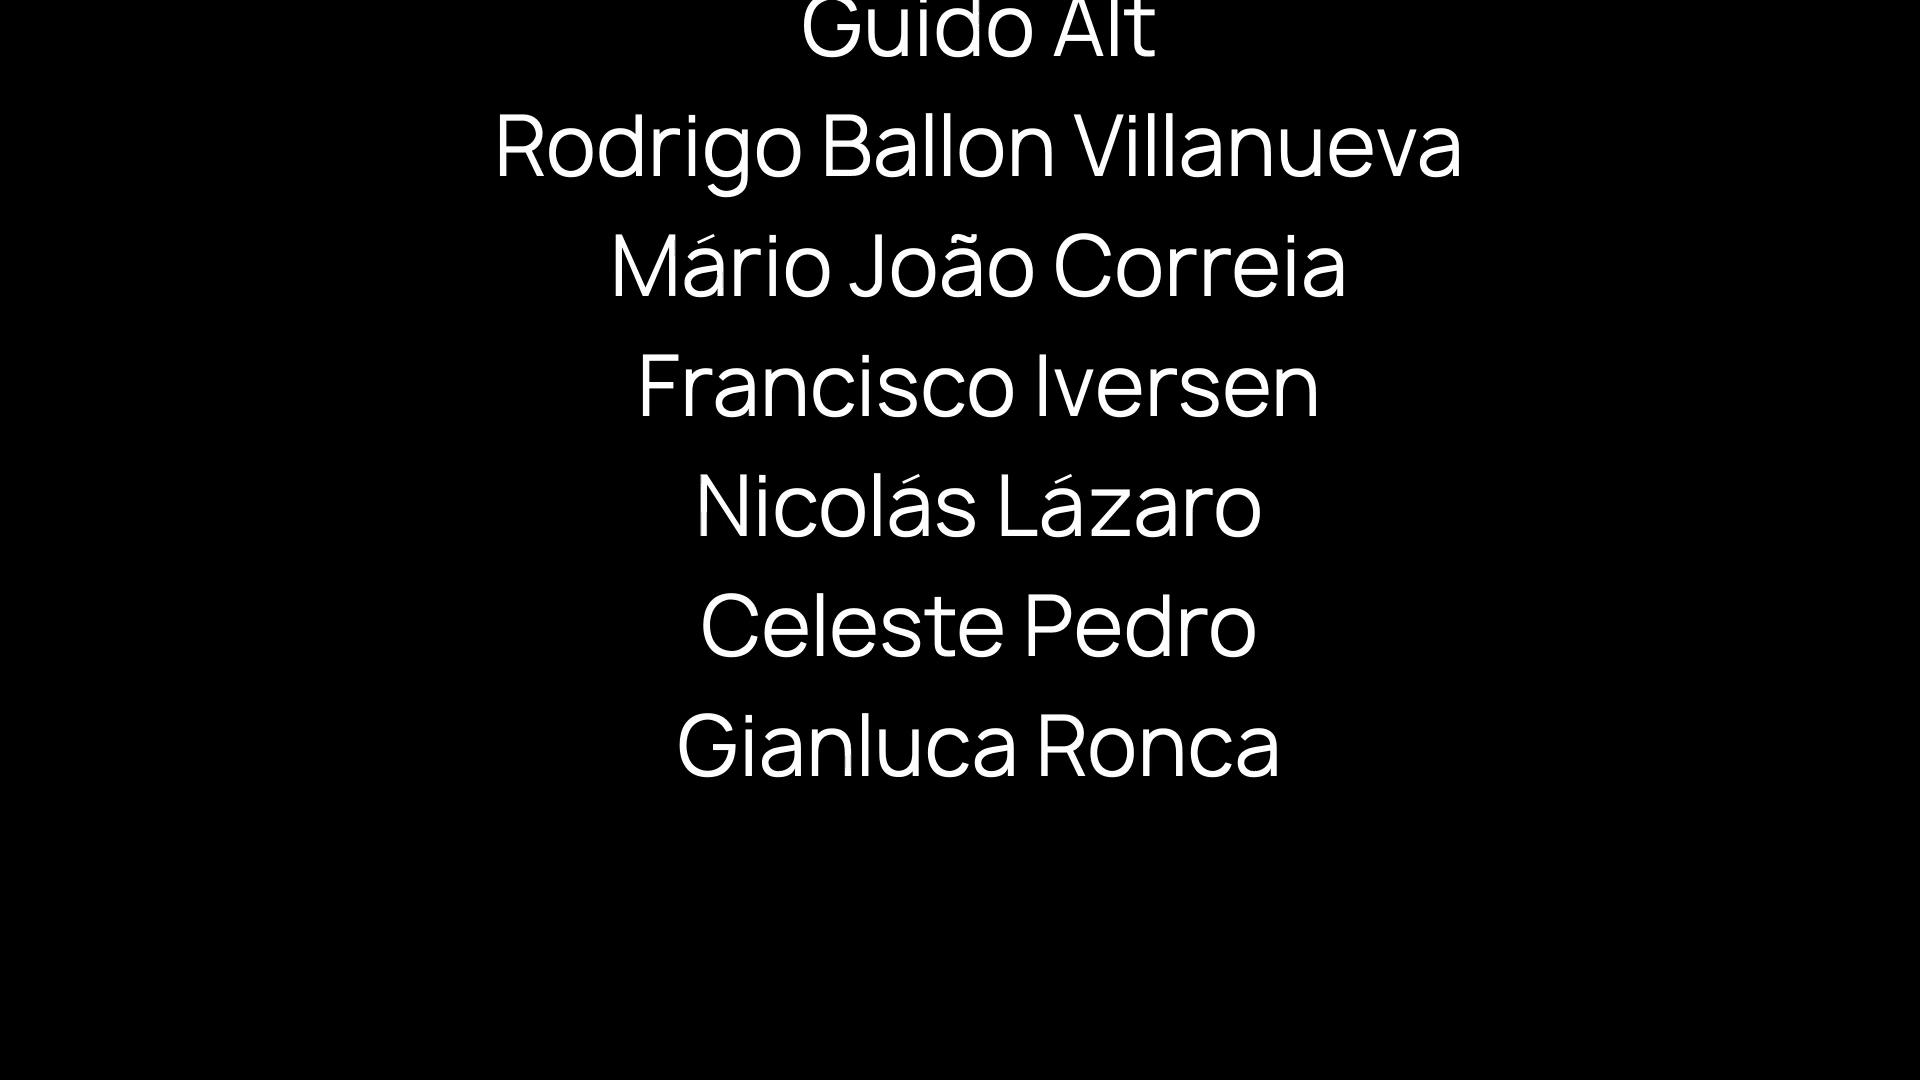 Guido Alt
Rodrigo Ballon Villanueva
Mário João Correia
Francisco Iversen
Nicolás Lázaro
Celeste Pedro
Gianluca Ronca